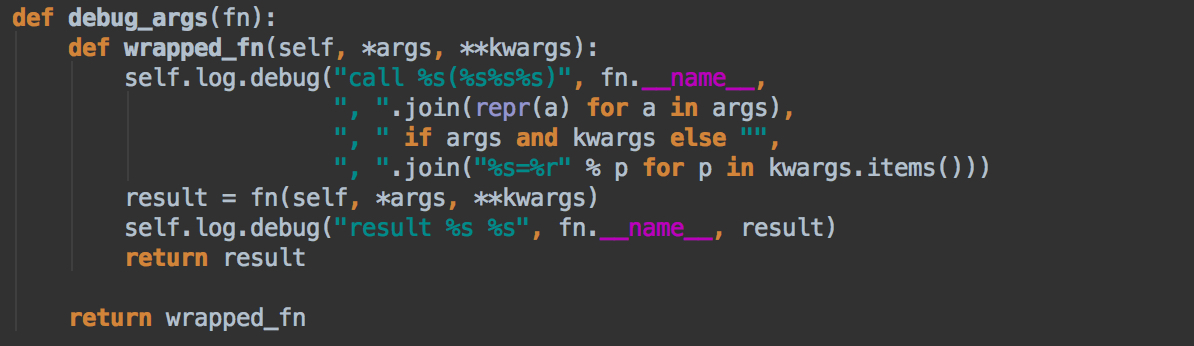 def debug_args(fn):
    def wrapped_fn(self, *args, **kwargs):
        self.log.debug("call %s(%s%s%s)", fn.__name__,
                       ", ".join(repr(a) for a in args),
                       ", " if args and kwargs else "",
                       ", ".join("%s=%r" % p for p in kwargs.items()))
        result = fn(self, *args, **kwargs)
        self.log.debug("result %s %s", fn.__name__, result)
        return result

    return wrapped_fn